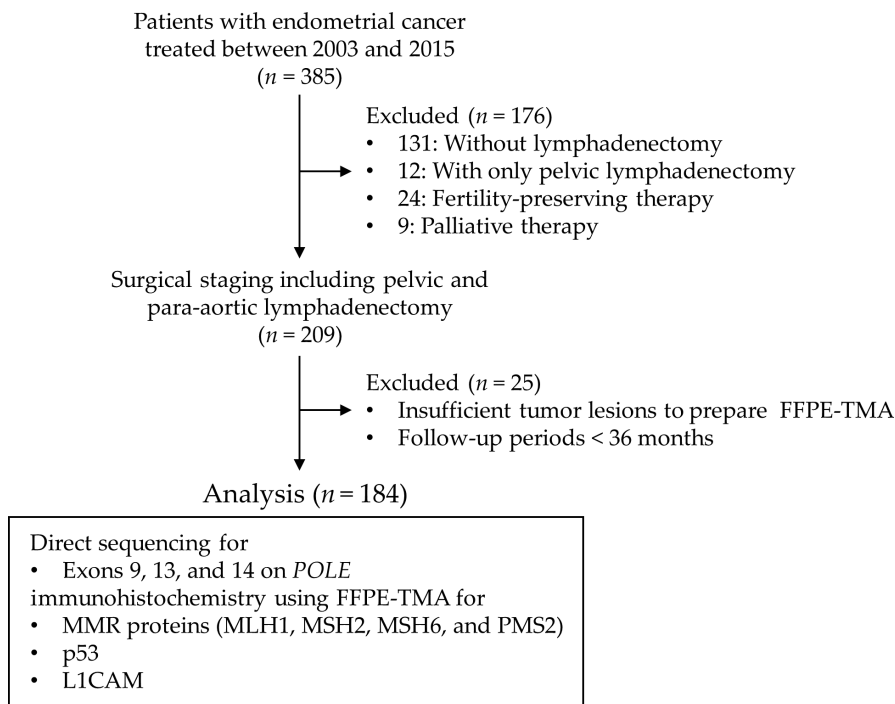 Patients with endometrial cancer
treated between 2003 and 2015
(n = 385)
Excluded (n = 176)
• 131: Without lymphadenectomy
• 12: With only pelvic lymphadenectomy
• 24: Fertility-preserving therapy
• 9: Palliative therapy
Surgical staging including pelvic and
para-aortic lymphadenectomy
(n = 209)
Excluded (n = 25)
• Insufficient tumor lesions to prepare FFPE-TMA
• Follow-up periods < 36 months
Analysis (n = 184)
Direct sequencing for
• Exons 9, 13, and 14 on POLE
immunohistochemistry using FFPE-TMA for
• MMR proteins (MLH1, MSH2, MSH6, and PMS2)
• p53
• L1CAM